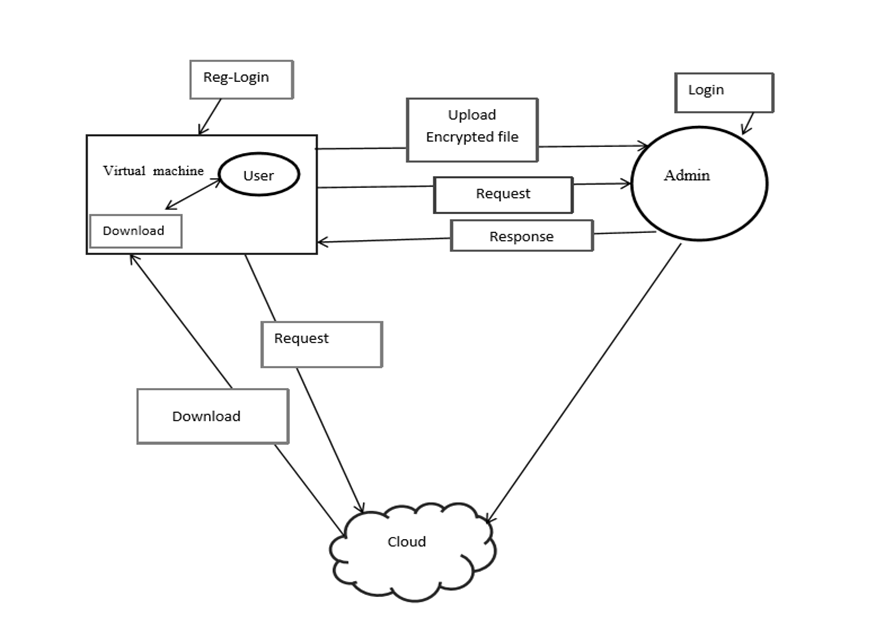 Reg-Login
Login
Upload
Encrypted file
Virtual machine
User
Admin
Request
Download
Response
Request
Download
Cloud